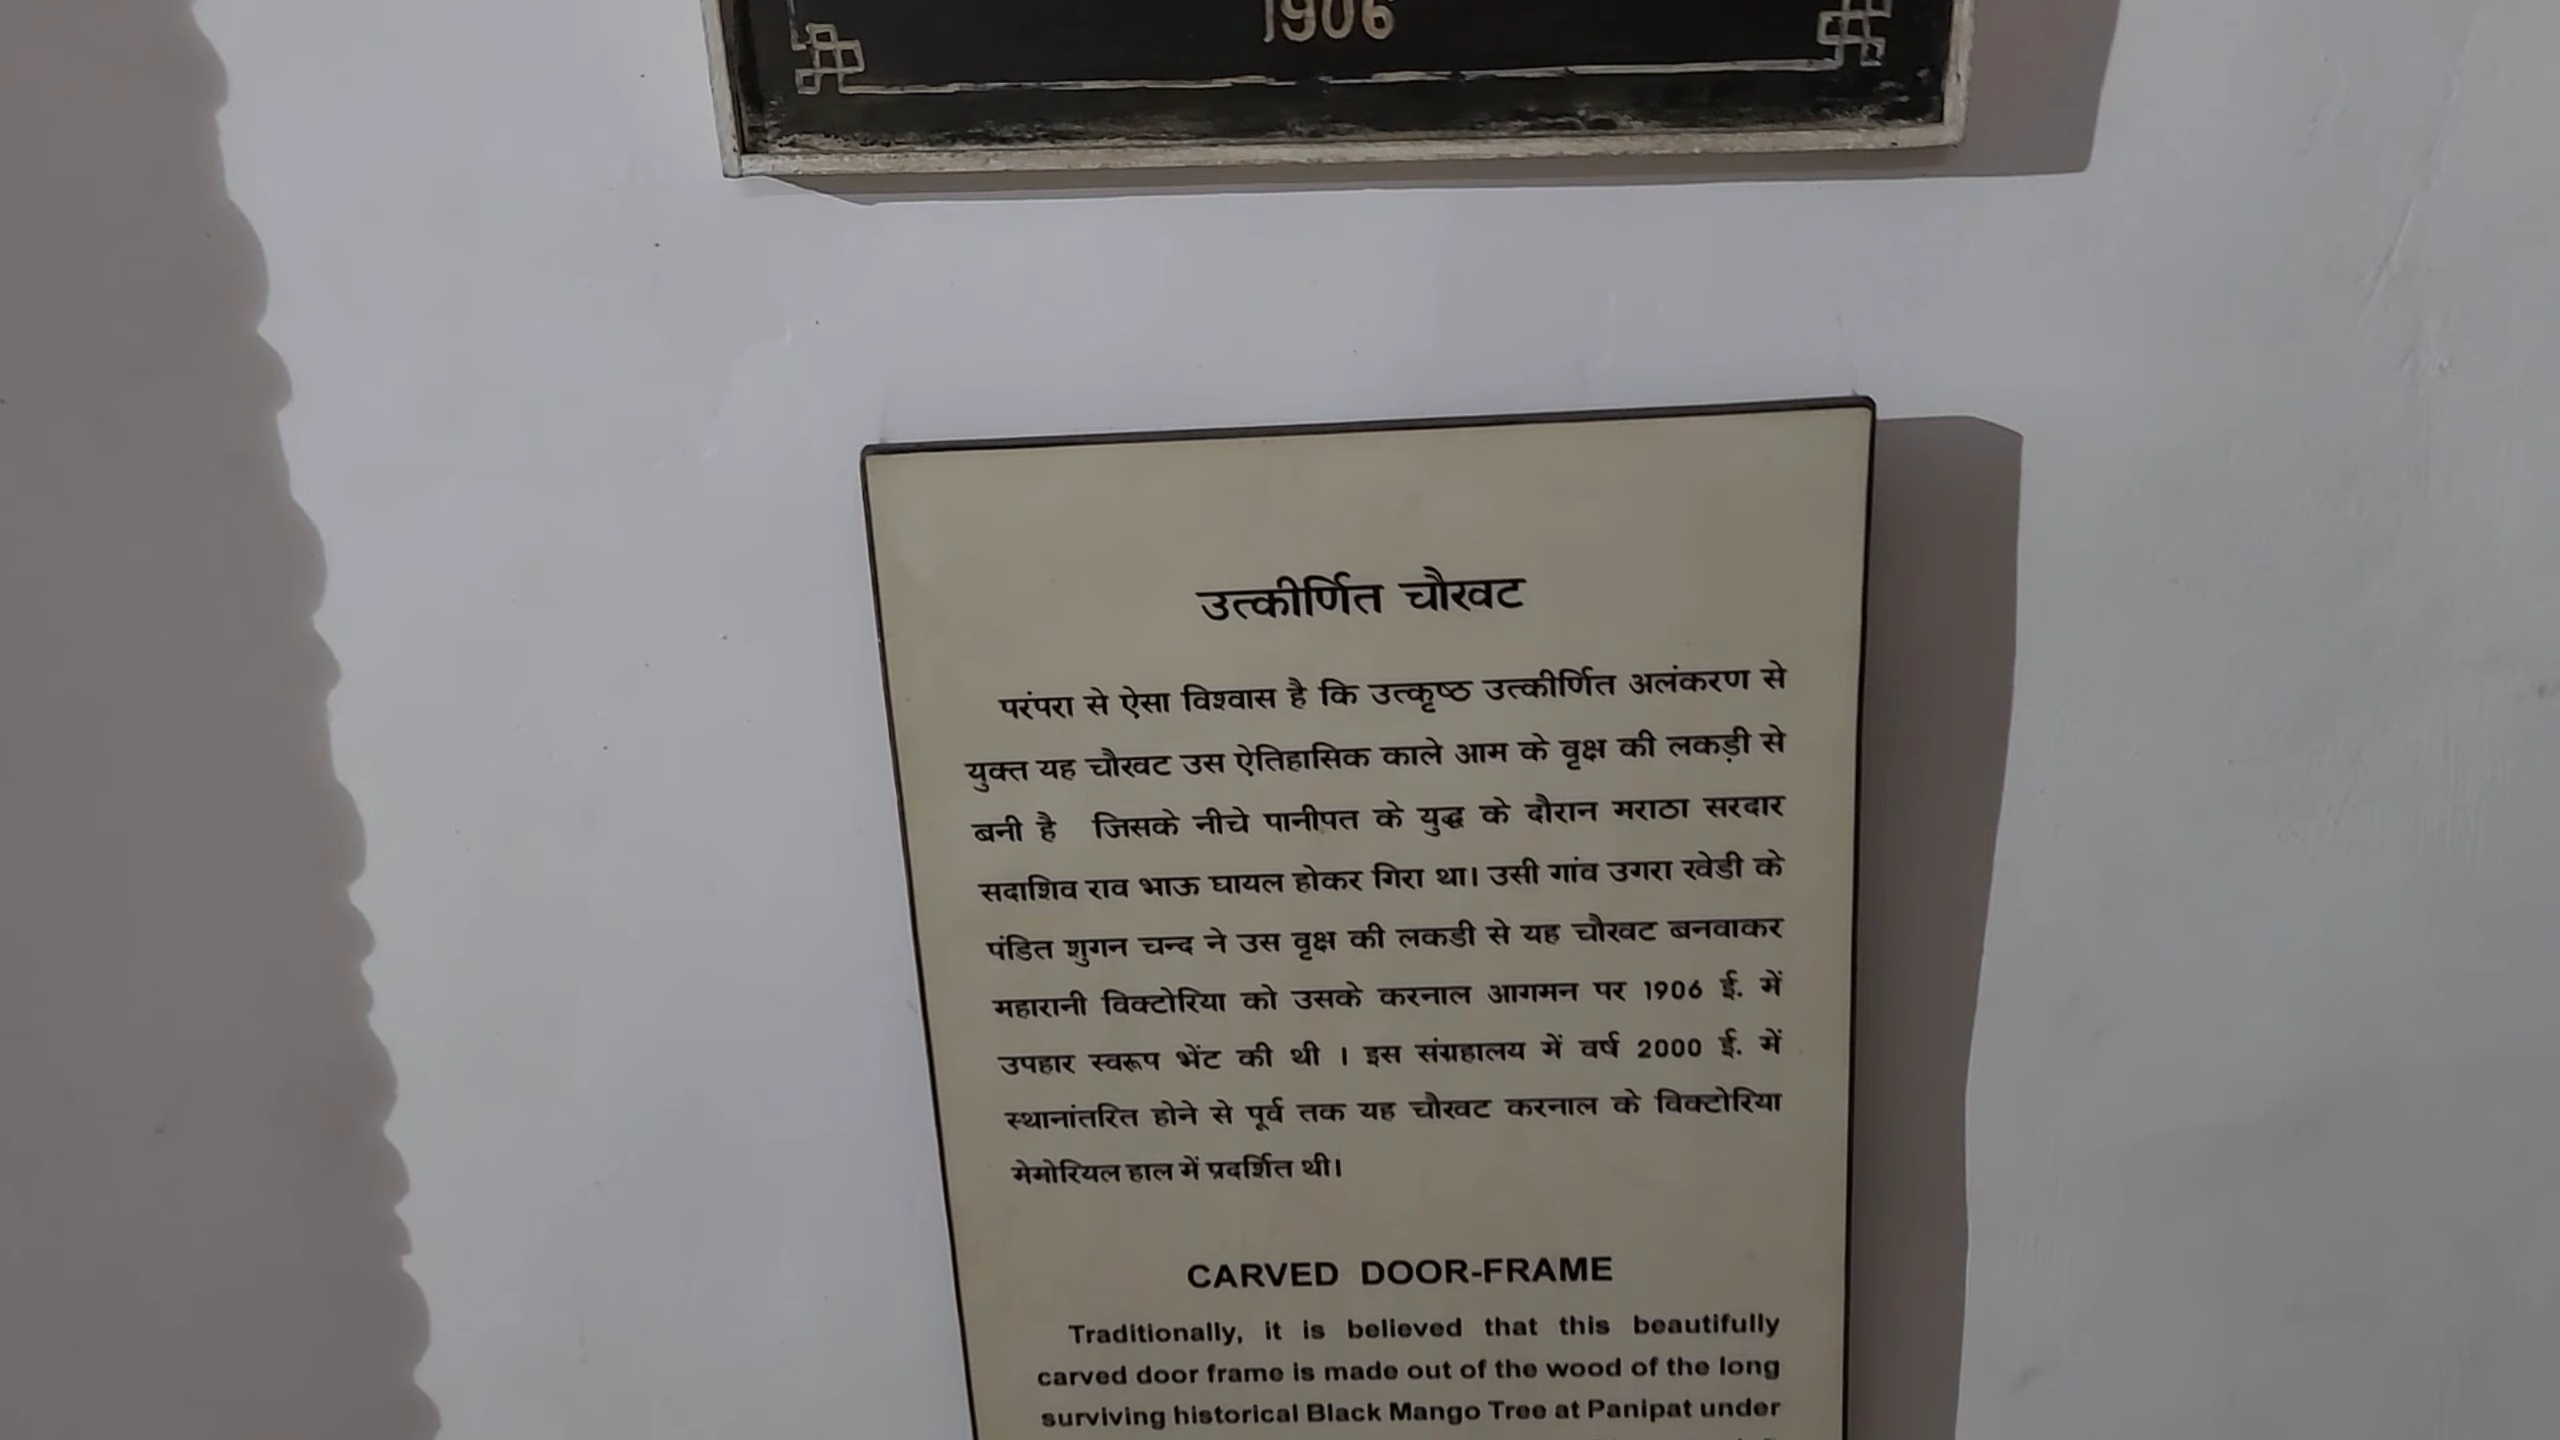 1906
उत्कीर्णित चौखट
परंपरा से ऐसा विश्वास है कि उत्कृष्ठ उत्कीर्णित अलंकरण से
युक्त यह चौखट उस ऐतिहासिक काले आम के वृक्ष की लकड़ी से
बनी है जिसके नीचे पानीपत के युद्ध के दौरान मराठा सरदार
सदाशिव राव भाऊ घायल होकर गिरा था। उसी गांव उगरा खेडी के
पंडित शुगन चन्द ने उस वृक्ष की लकडी से यह चौखट बनवाकर
महारानी विक्टोरिया को उसके करनाल आगमन पर 1906 ई. में
उपहार स्वरूप भेंट की थी । इस संग्रहालय में वर्ष 2000 ई. में
स्थानांतरित होने से पूर्व तक यह चौखट करनाल के विक्टोरिया
मेमोरियल हाल में प्रदर्शित थी।
CARVED DOOR-FRAME
Traditionally, it is believed that this beautifully
carved door frame is made out of the wood of the long
surviving historical Black Mango Tree at Panipat under